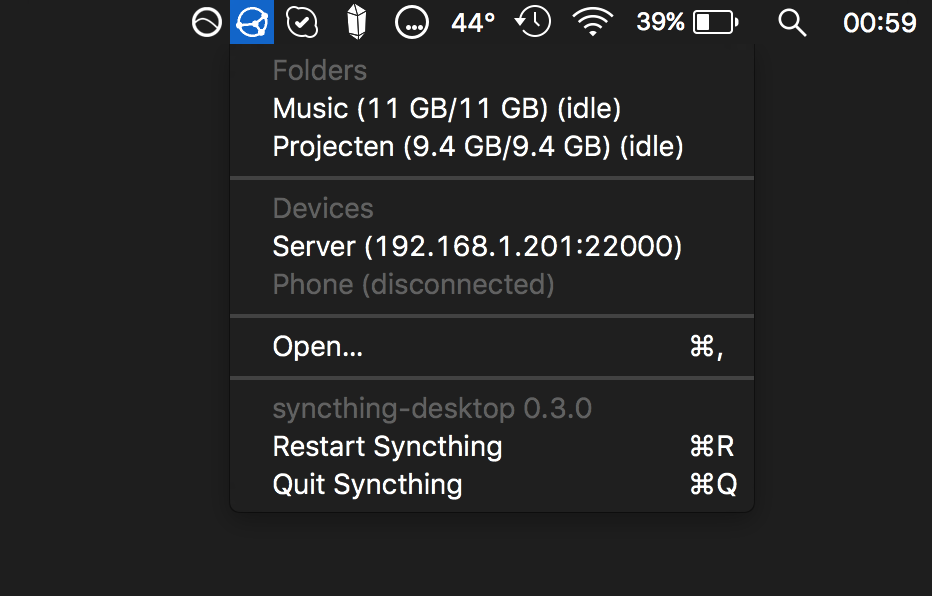 44° 39% 00:59
Folders
Music (11 GB/11 GB) (idle)
Projecten (9.4 GB/9.4 GB) (idle)
Devices
Server (192.168.1.201:22000)
Phone (disconnected)
Open... ⌘,
syncthing-desktop 0.3.0
Restart Syncthing ⌘R
Quit Syncthing ⌘Q